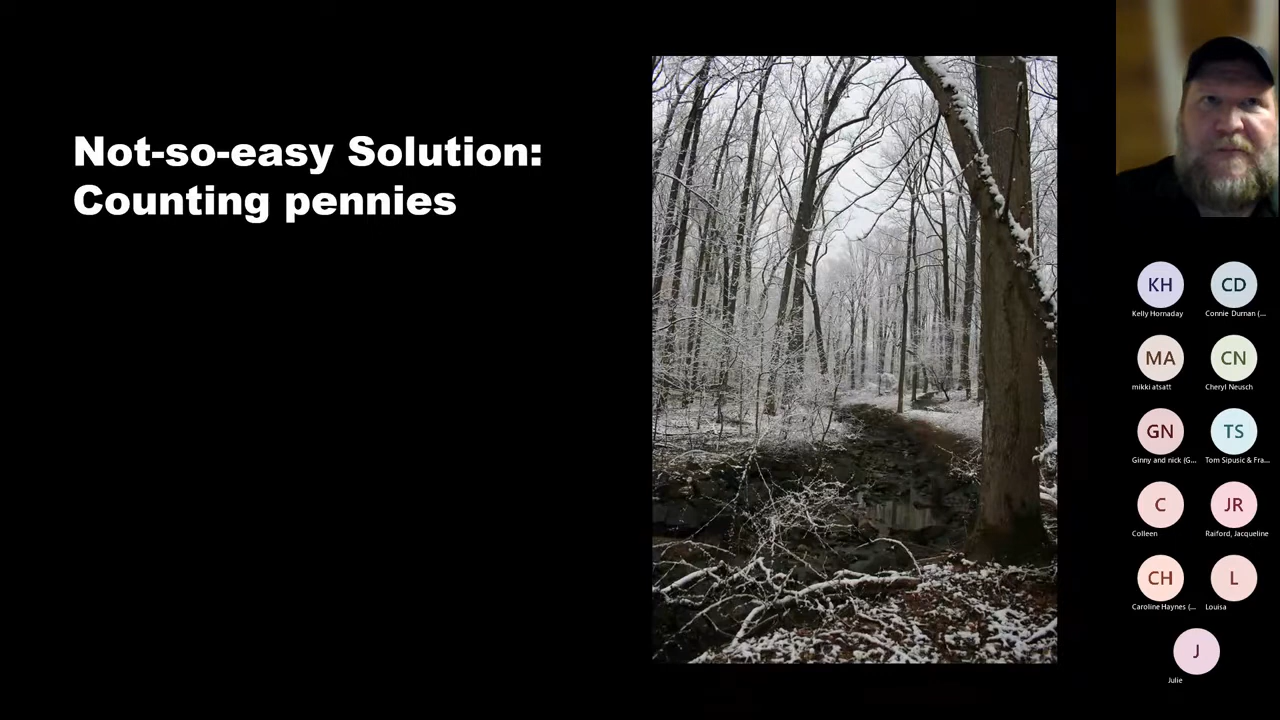 Not-so-easy Solution:
Counting pennies
KH
CD
Kelly Hornaday
Connie Durnan (...
MA
CN
mikki atsatt
Cheryl Neusch
GN
TS
Ginny and nick (G...
Tom Sipusic & Fra...
C
JR
Colleen
Raiford, Jacqueline
CH
L
Caroline Haynes (...
Louisa
J
Julie